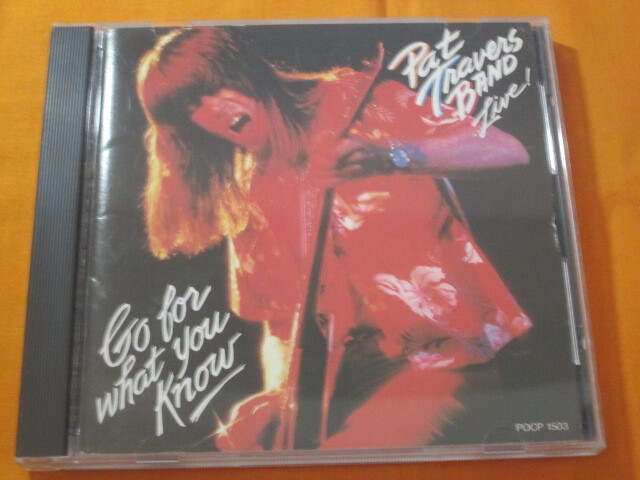 Pat
Travers
BAND
Live!
Go for
what you
Know
POCP 1503